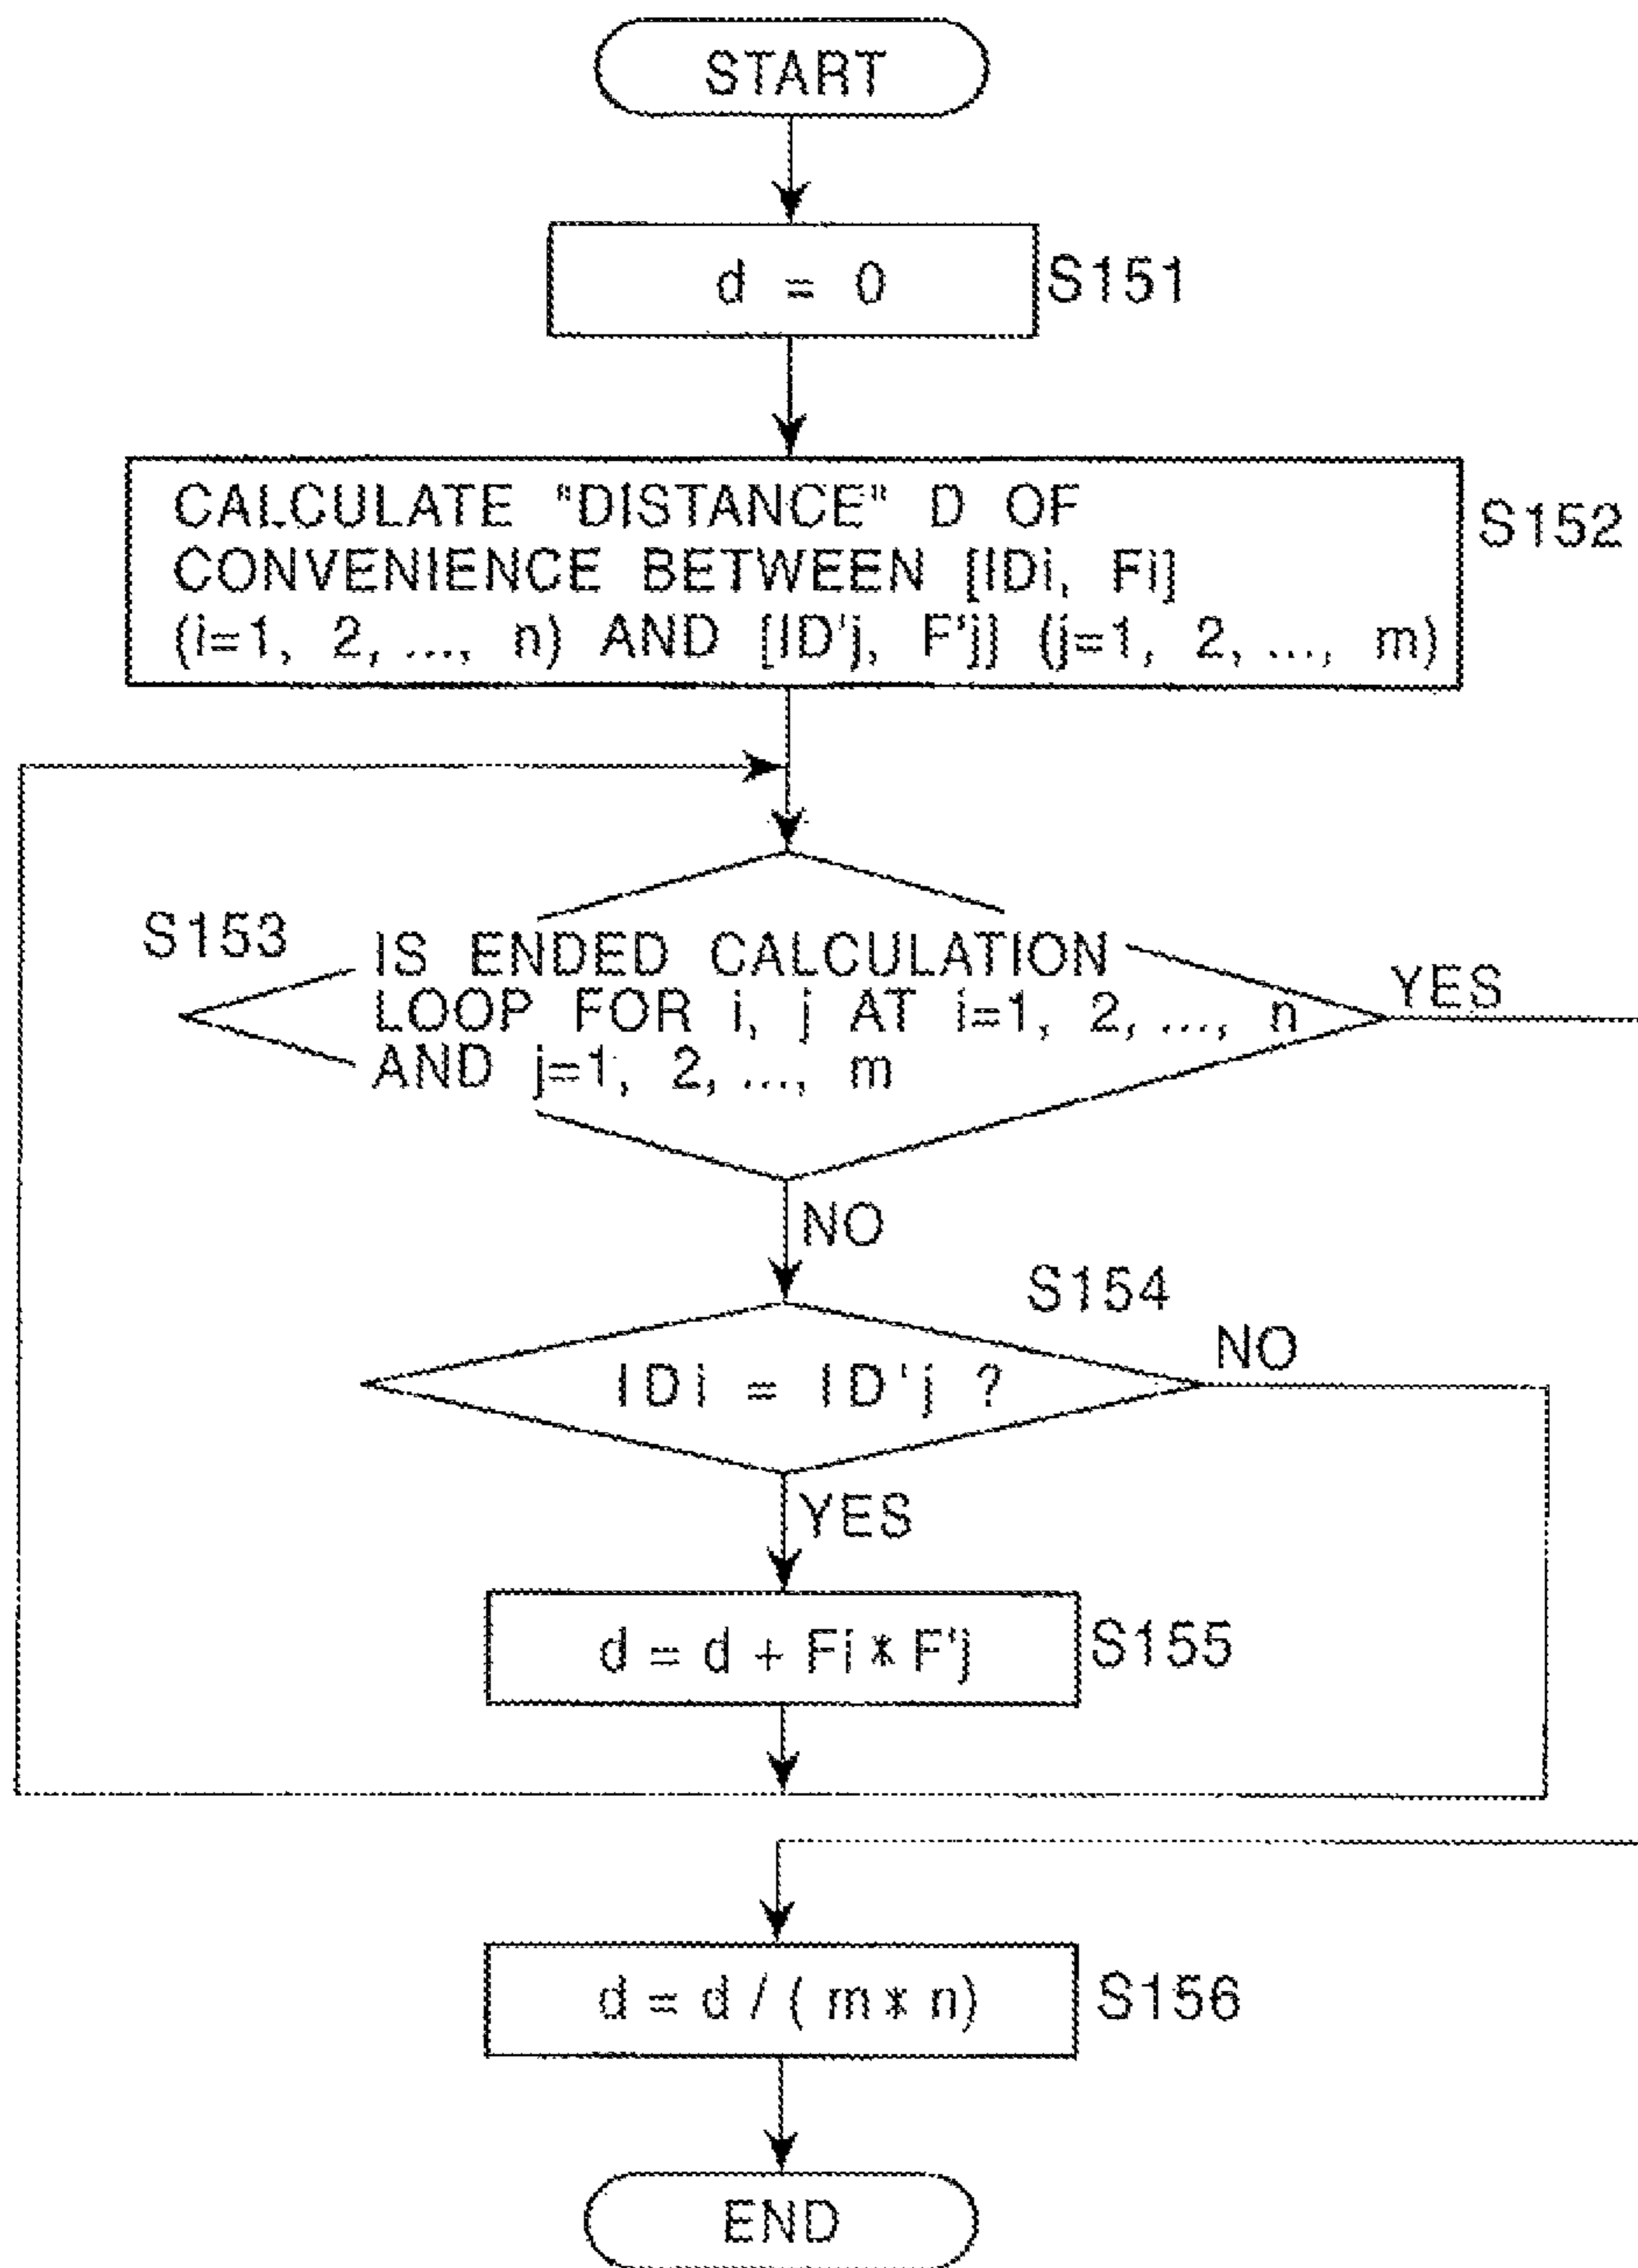 START
d = 0
S151
CALCULATE "DISTANCE" D OF
CONVENIENCE BETWEEN [IDi, Fi]
(i=1, 2, ..., n) AND [ID'j, F'j] (j=1, 2, ..., m)
S152
S153
IS ENDED CALCULATION
LOOP FOR i, j AT i=1, 2, ..., n
AND j=1, 2, ..., m
YES
NO
S154
IDi = ID'j ?
NO
YES
d = d + Fi * F'j
S155
d = d / ( m * n)
S156
END